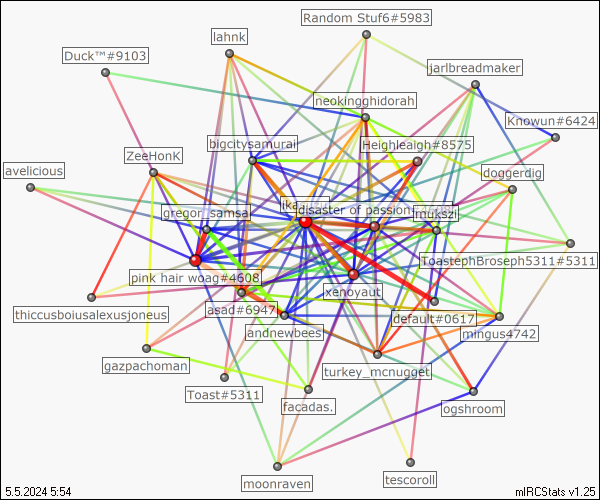 Random Stuf6#5983
lahnk
Duck™#9103
jarlbreadmaker
neokingghidorah
Knowun#6424
bigcitysamurai
Heighleaigh#8575
ZeeHonK
avelicious
doggerdig
disaster of passion
gregor_samsa
mukszi
ToastephBroseph5311#5311
pink hair woag#4608
xenoyaut
asad#6947
default#0617
thiccusboiusalexusjoneus
andnewbees
mingus4742
gazpachoman
turkey_mcnugget
Toast#5311
facadas.
ogshroom
moonraven
tescoroll
5.5.2024 5:54
mIRCStats v1.25